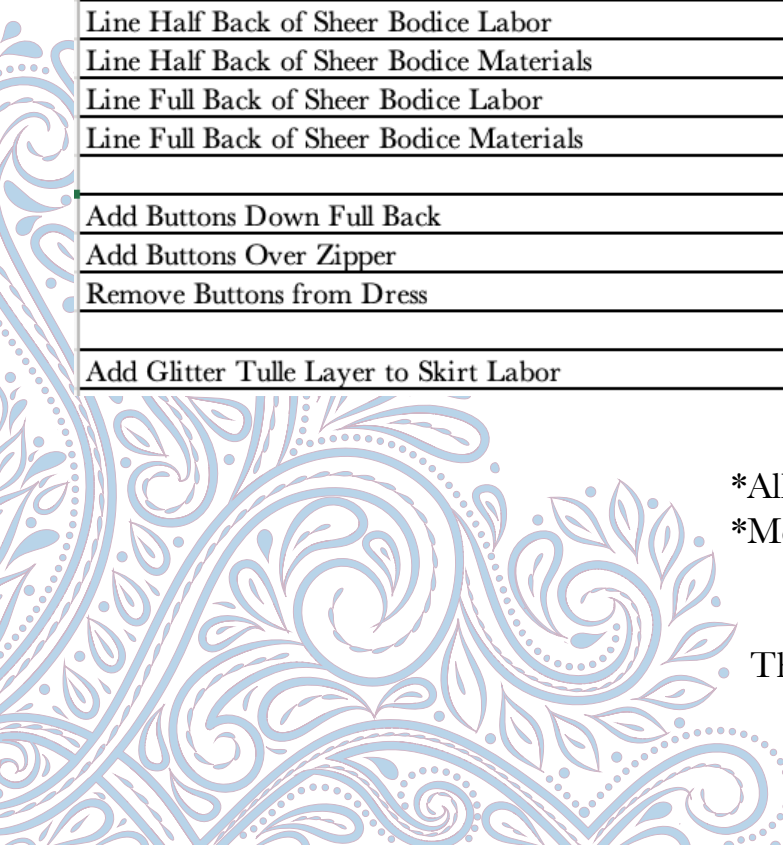 Line Half Back of Sheer Bodice Labor
Line Half Back of Sheer Bodice Materials
Line Full Back of Sheer Bodice Labor
Line Full Back of Sheer Bodice Materials
Add Buttons Down Full Back
Add Buttons Over Zipper
Remove Buttons from Dress
Add Glitter Tulle Layer to Skirt Labor